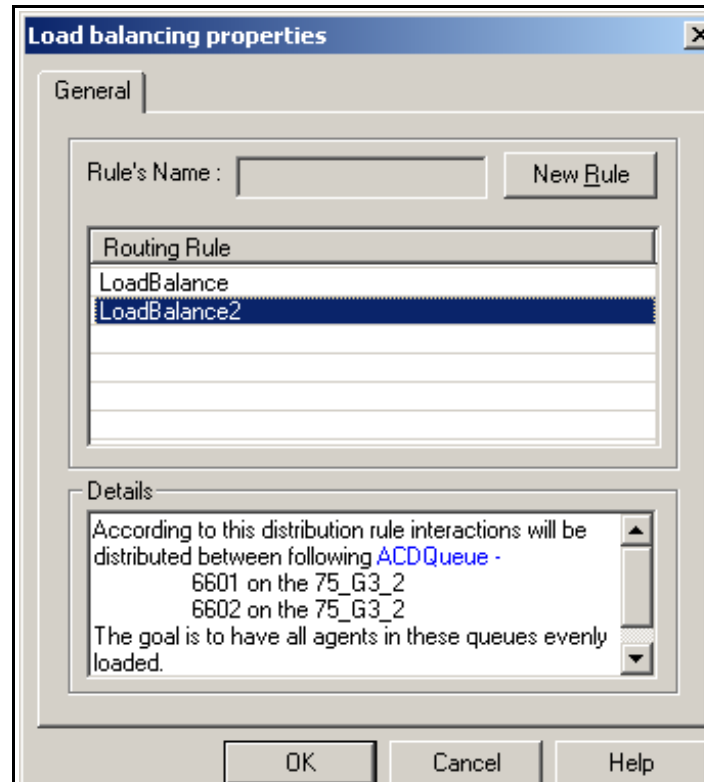 Load balancing properties
General
Rule's Name :
New Rule
Routing Rule
LoadBalance
LoadBalance2
Details
According to this distribution rule interactions will be
distributed between following ACDQueue -
6601 on the 75_G3_2
6602 on the 75_G3_2
The goal is to have all agents in these queues evenly
loaded.
OK
Cancel
Help